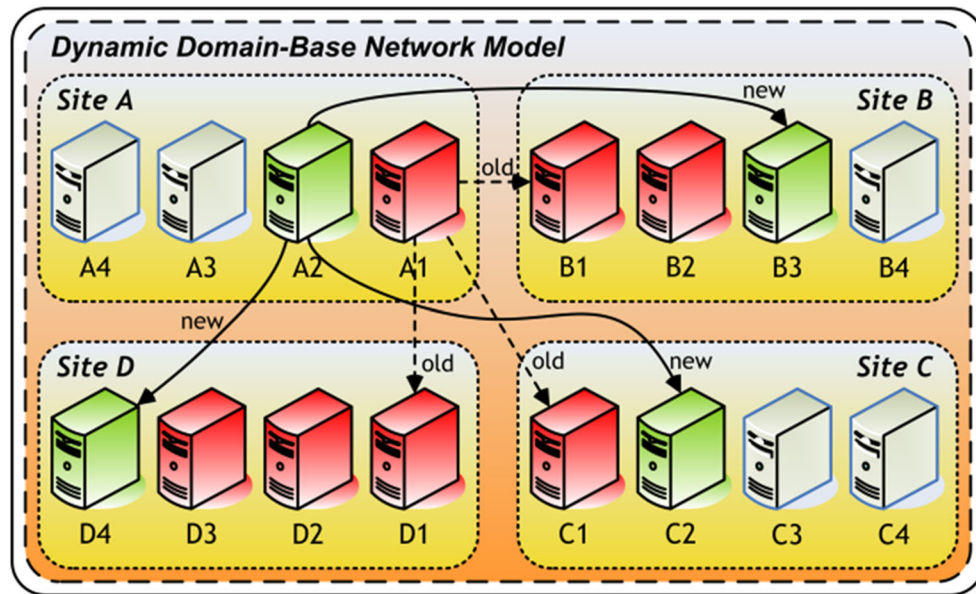 Dynamic Domain-Base Network Model
Site A
Site B
new
old
A4
A3
A2
A1
B1
B2
B3
B4
new
Site D
old
old
new
Site C
D4
D3
D2
D1
C1
C2
C3
C4